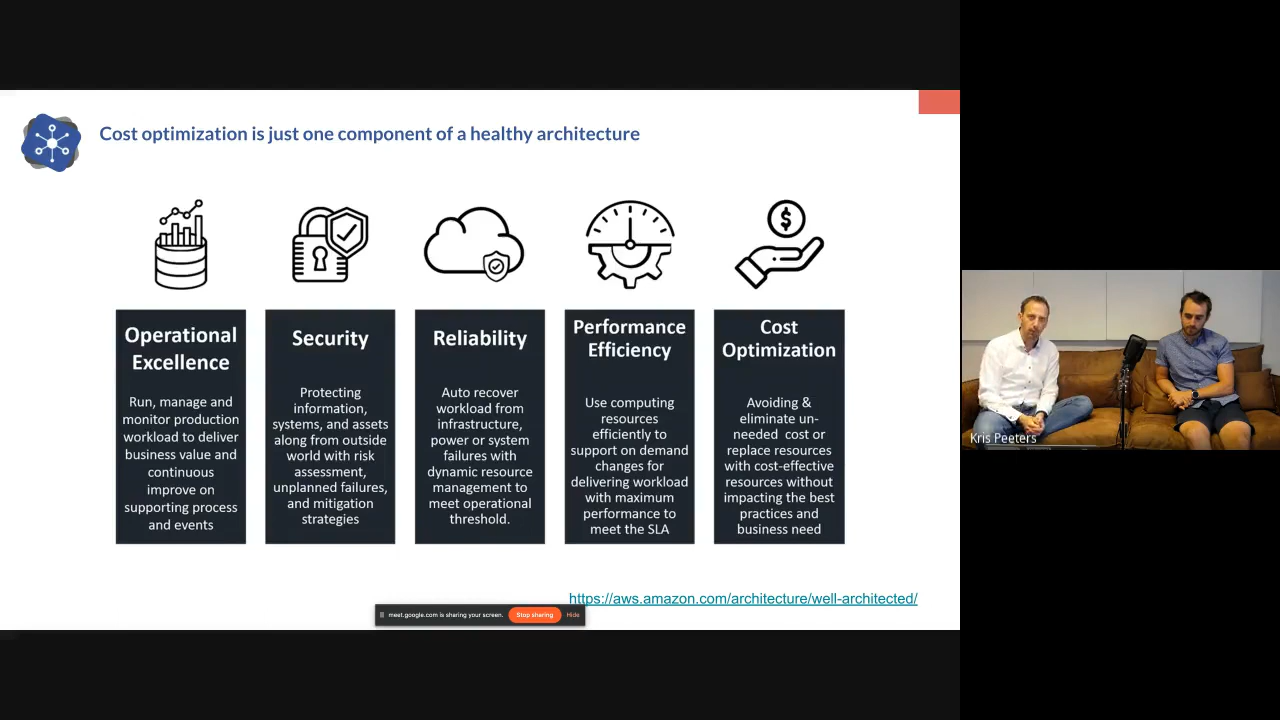 Cost optimization is just one component of a healthy architecture
Operational
Excellence
Run, manage and
monitor production
workload to deliver
business value and
continuous
improve on
supporting process
and events
Security
Protecting
information,
systems, and assets
along from outside
world with risk
assessment,
unplanned failures,
and mitigation
strategies
Reliability
Auto recover
workload from
infrastructure,
power or system
failures with
dynamic resource
management to
meet operational
threshold.
Performance
Efficiency
Use computing
resources
efficiently to
support on demand
changes for
delivering workload
with maximum
performance to
meet the SLA
Cost
Optimization
Avoiding &
eliminate un-
needed cost or
replace resources
with cost-effective
resources without
impacting the best
practices and
business need
https://aws.amazon.com/architecture/well-architected/
meet.google.com is sharing your screen. Stop sharing Hide
Kris Peeters